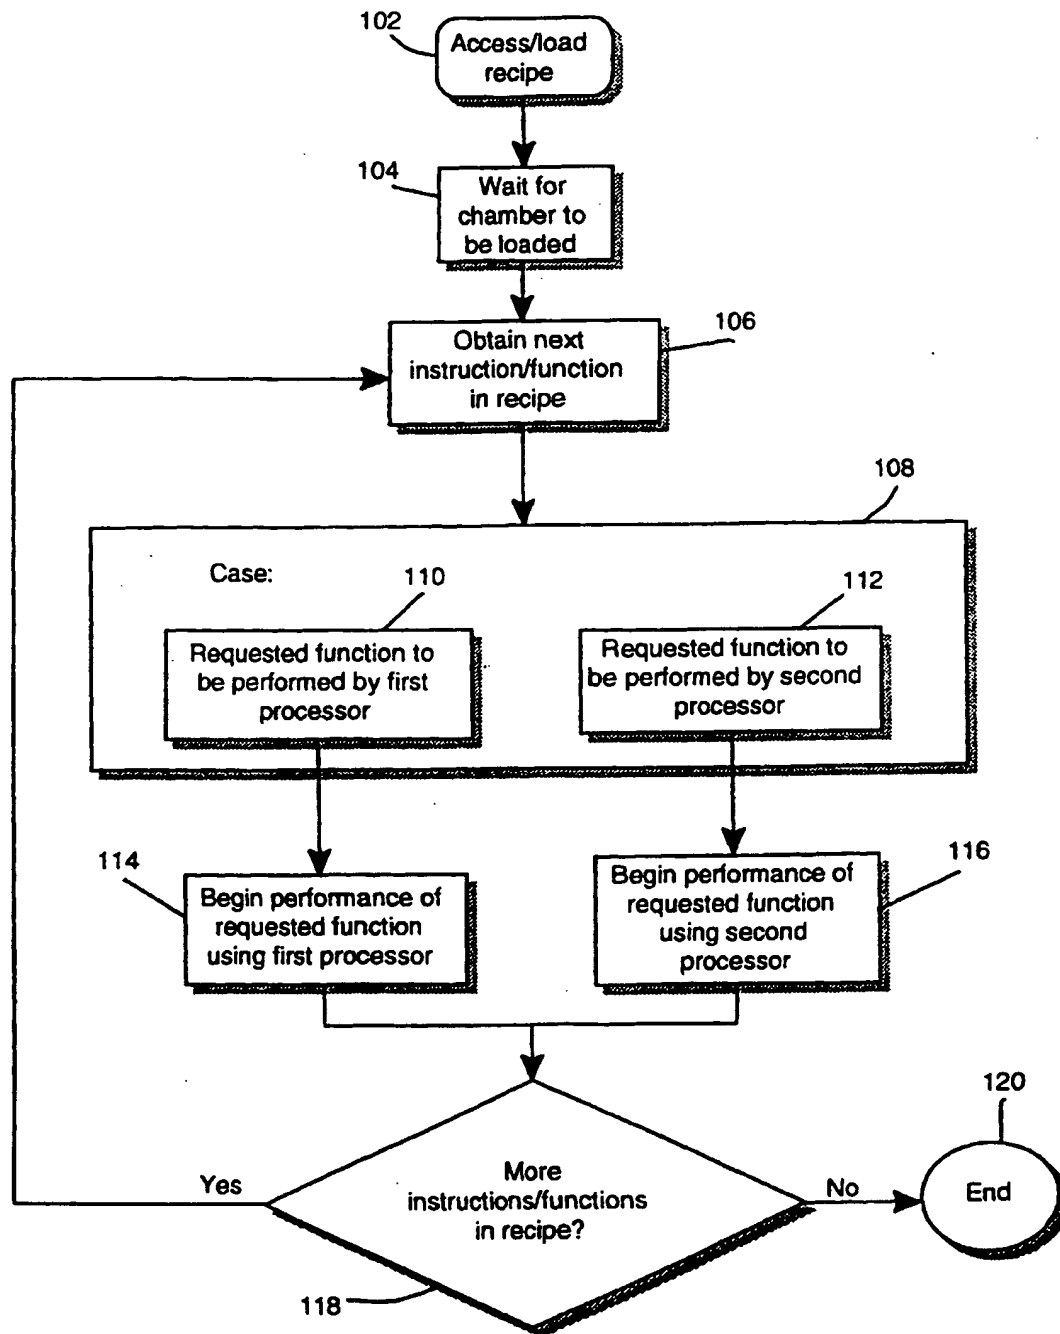 102
Access/load
recipe
104
Wait for
chamber to
be loaded
106
Obtain next
instruction/function
in recipe
108
Case:
110
112
Requested function to
be performed by first
processor
Requested function to
be performed by second
processor
114
116
Begin performance of
requested function
using first processor
Begin performance of
requested function
using second
processor
120
Yes
More
instructions/functions
in recipe?
No
End
118